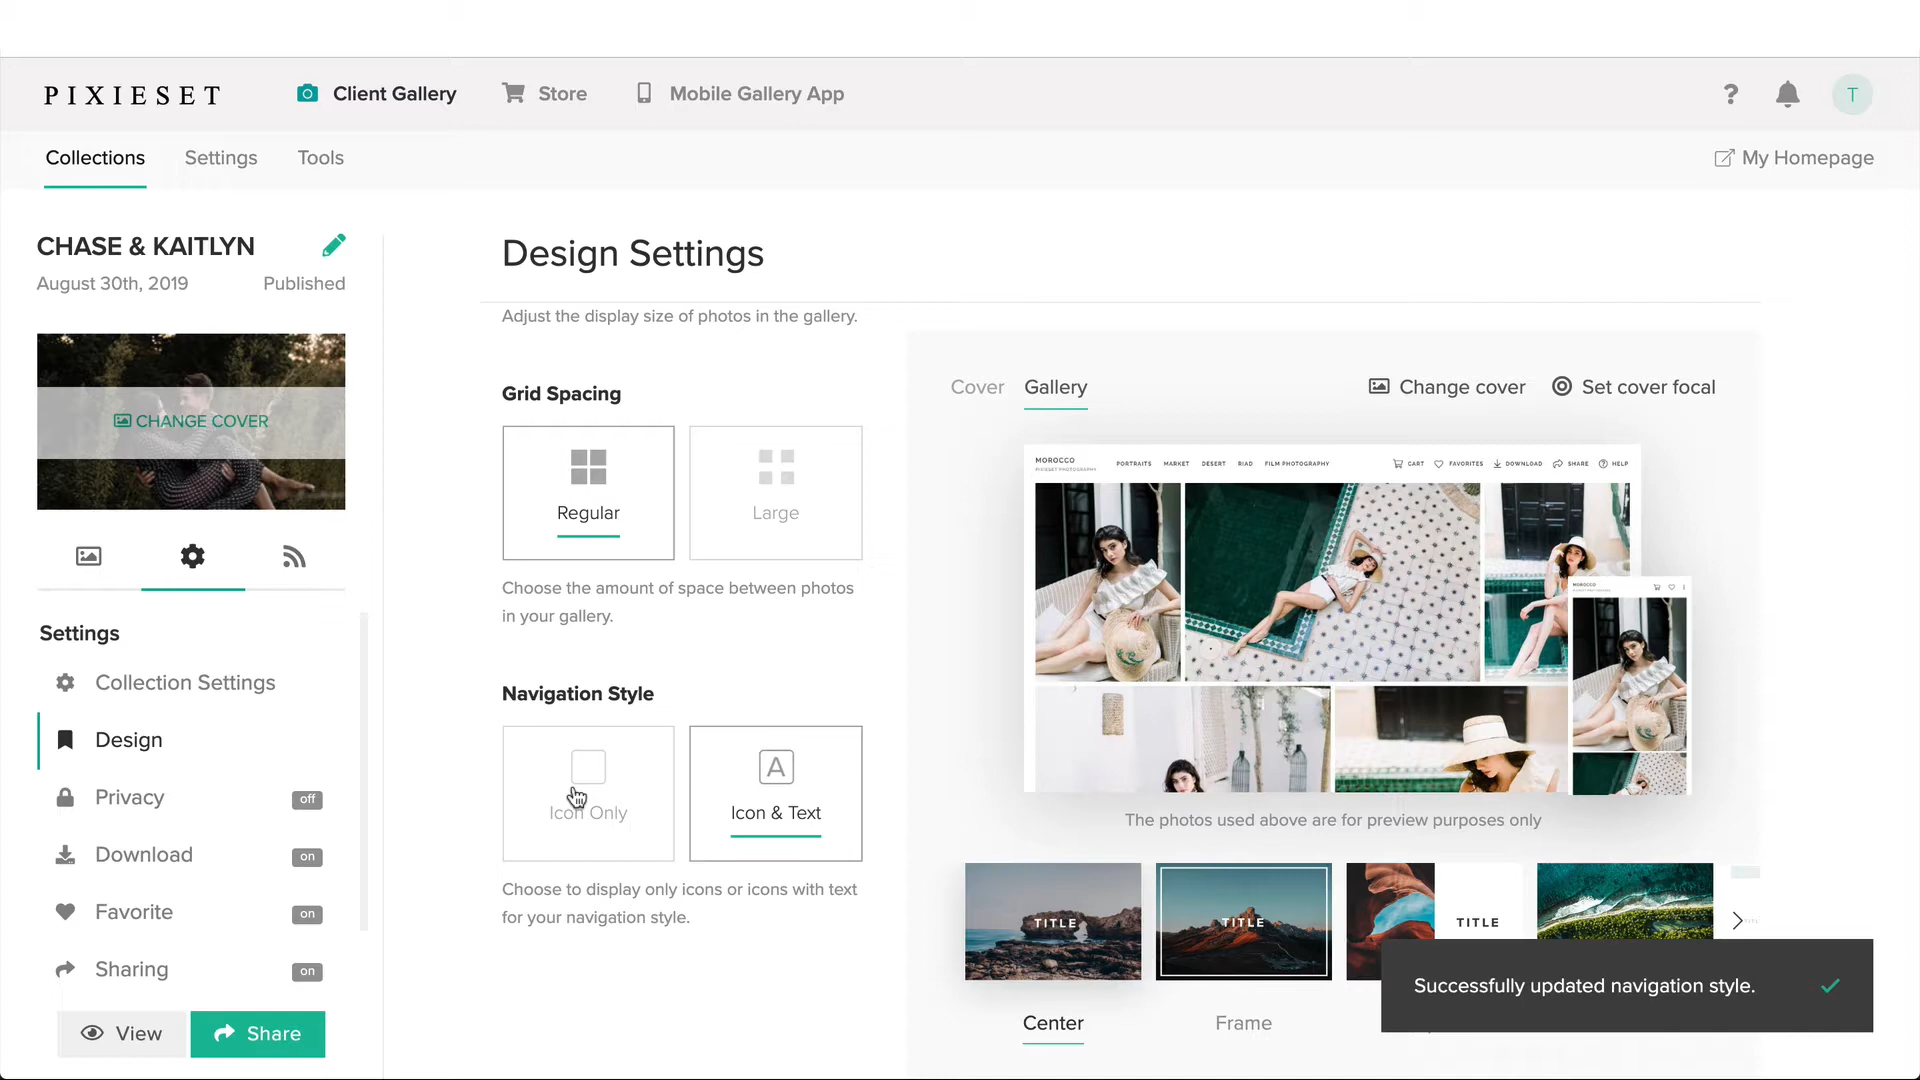 PIXIESET
Client Gallery
Store
Mobile Gallery App
?
T
Collections
Settings
Tools
My Homepage
CHASE & KAITLYN
August 30th, 2019
Published
CHANGE COVER
Settings
Collection Settings
Design
Privacy
off
Download
on
Favorite
on
Sharing
on
View
Share
Design Settings
Adjust the display size of photos in the gallery.
Grid Spacing
Regular
Large
Choose the amount of space between photos
in your gallery.
Navigation Style
Icon Only
A
Icon & Text
Choose to display only icons or icons with text
for your navigation style.
Cover
Gallery
Change cover
Set cover focal
MOROCCO
PIXIESET PHOTOGRAPHY
PORTRAITS
MARKET
DESERT
RIAD
FILM PHOTOGRAPHY
CART
FAVORITES
DOWNLOAD
SHARE
HELP
MOROCCO
The photos used above are for preview purposes only
TITLE
TITLE
TITLE
Center
Frame
Successfully updated navigation style.